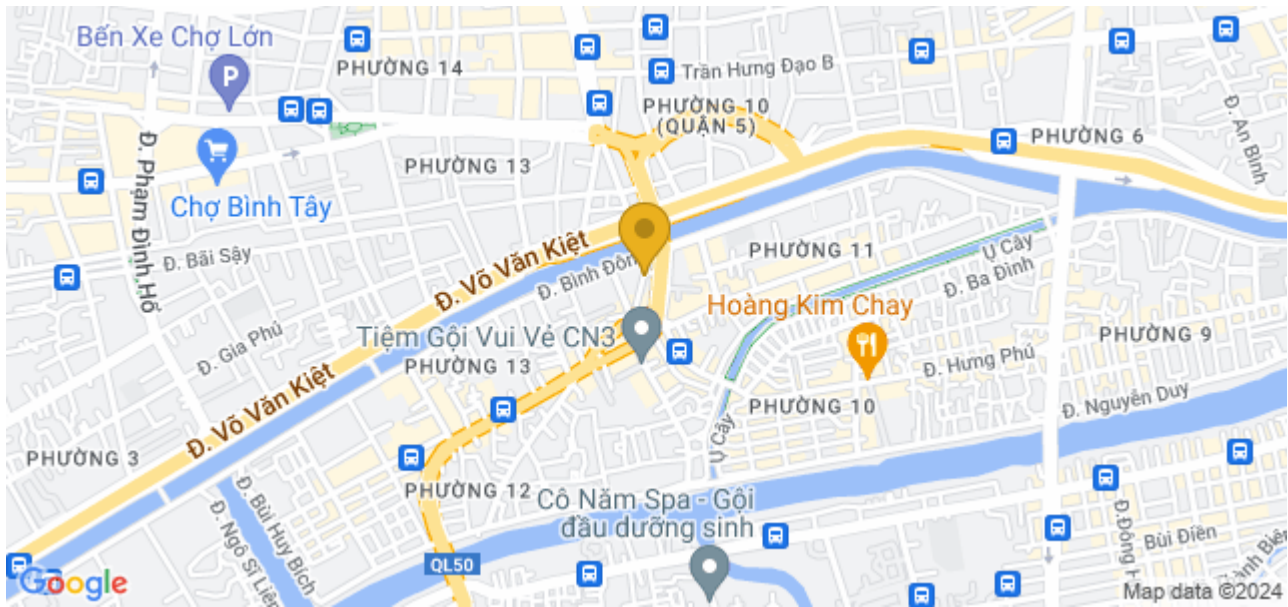 Bến Xe Chợ Lớn
PHƯỜNG 14
Trần Hưng Đạo B
PHƯỜNG 10
(QUẬN 5)
PHƯỜNG 6
Đ. An Bình
Đ. Phạm Đình Hổ
PHƯỜNG 13
Chợ Bình Tây
Đ. Bãi Sậy
Đ. Võ Văn Kiệt
Đ. Bình Đông
PHƯỜNG 11
Ụ Cây
Đ. Ba Đình
Hoàng Kim Chay
Tiệm Gội Vui Vẻ CN3
PHƯỜNG 9
Đ. Gia Phú
PHƯỜNG 13
Đ. Hưng Phú
Đ. Võ Văn Kiệt
PHƯỜNG 10
Đ. Nguyễn Duy
Ụ Cây
PHƯỜNG 3
PHƯỜNG 12
Cô Năm Spa - Gội
đầu dưỡng sinh
Đ. Bùi Huy Bích
Đ. Ngô Sĩ Liên
QL50
Bùi Điền
Google
Map data ©2024